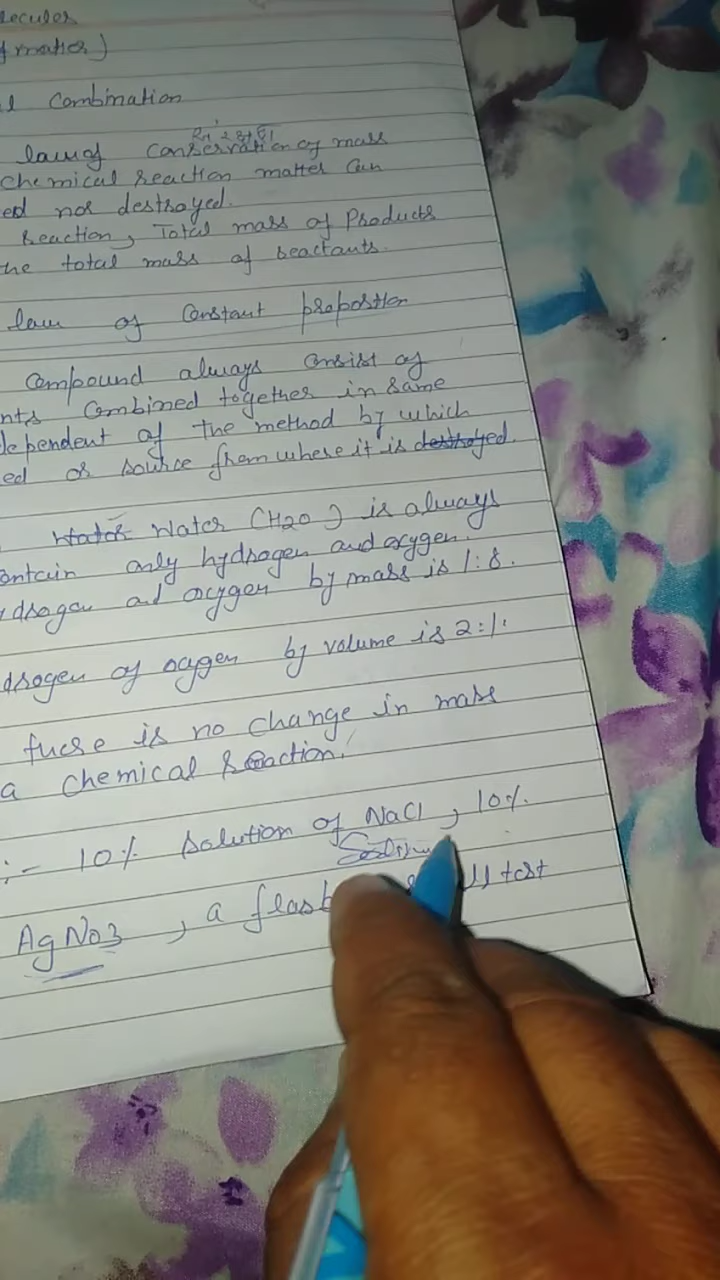 lecules
f matter)
l Combination
संरक्षण
law of Conservation of mass
chemical reaction matter can
ed nor destroyed.
reaction, Total mass of Products
he total mass of reactants.
law of Constant proportion
Compound always Consist of
nts Combined together in same
dependent of the method by which
ed or source from where it is destroyed.
Water (H2O) is always
ontain only hydrogen and oxygen.
drogen and oxygen by mass is 1:8.
drogen of oxygen by volume is 2:1.
is no change in mass
a chemical Reaction.
:- 10% solution of NaCl, 10%
Sodium
AgNO3, a flask test